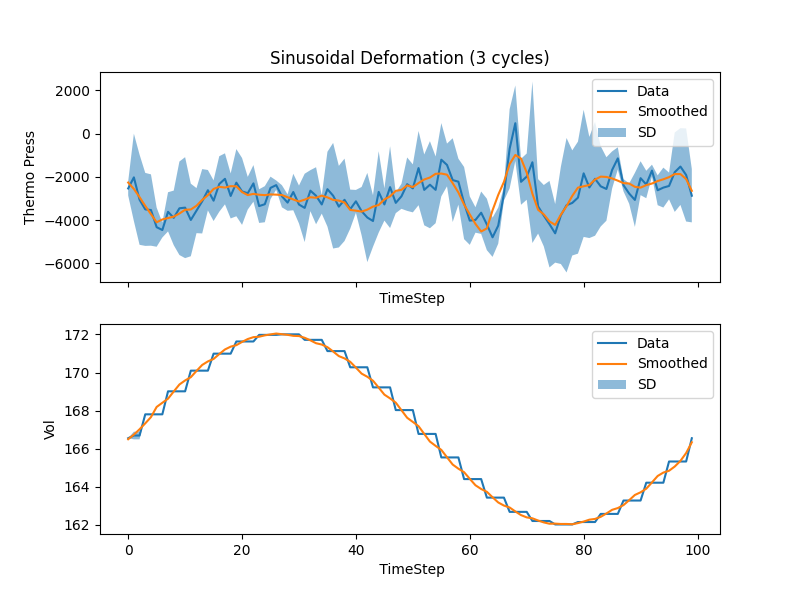 Sinusoidal Deformation (3 cycles)
Thermo Press
2000
0
−2000
−4000
−6000
Data
Smoothed
SD
TimeStep
Vol
172
170
168
166
164
162
Data
Smoothed
SD
0 20 40 60 80 100
TimeStep